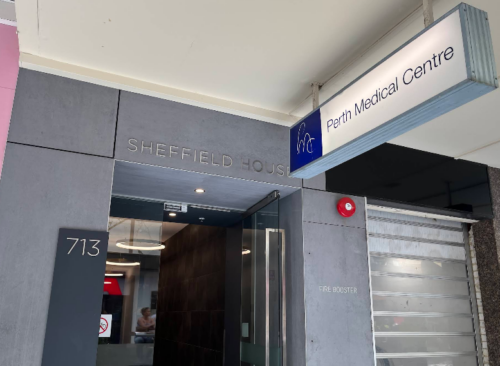 Perth Medical Centre
SHEFFIELD HOUSE
713
FIRE BOOSTER